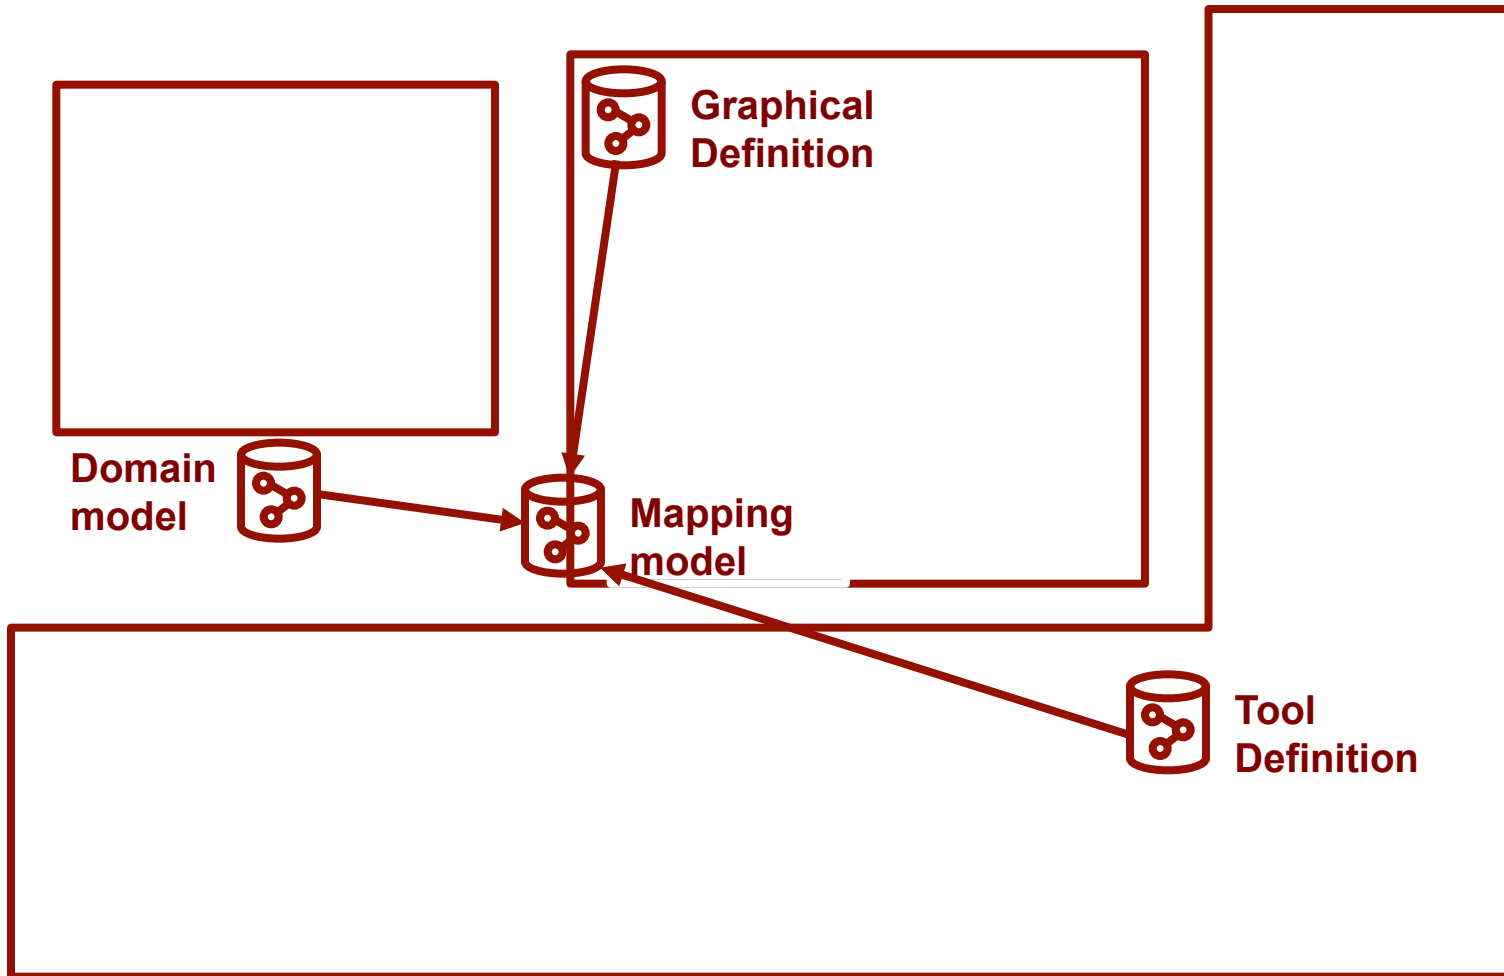 Graphical
Definition
Domain
model
Mapping
model
Tool
Definition